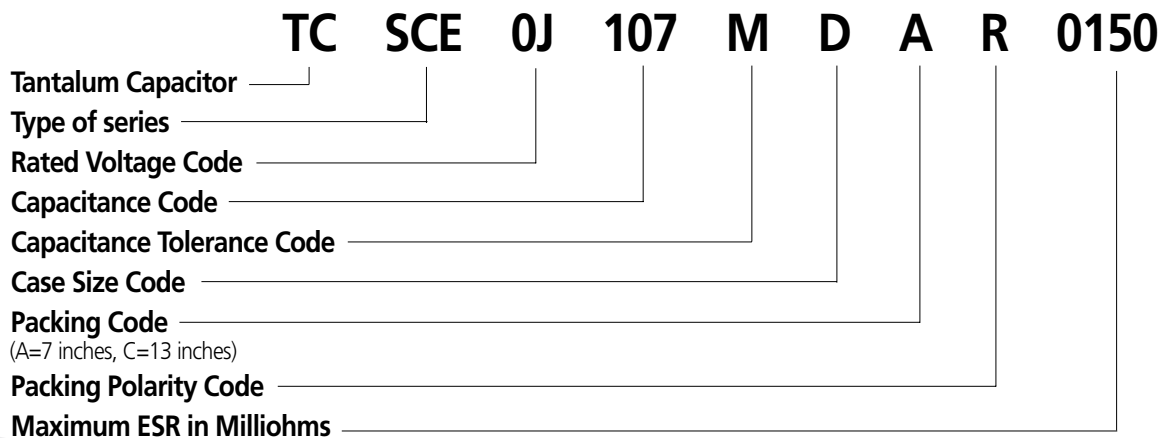 TC SCE 0J 107 M D A R 0150
Tantalum Capacitor
Type of series
Rated Voltage Code
Capacitance Code
Capacitance Tolerance Code
Case Size Code
Packing Code
(A=7 inches, C=13 inches)
Packing Polarity Code
Maximum ESR in Milliohms